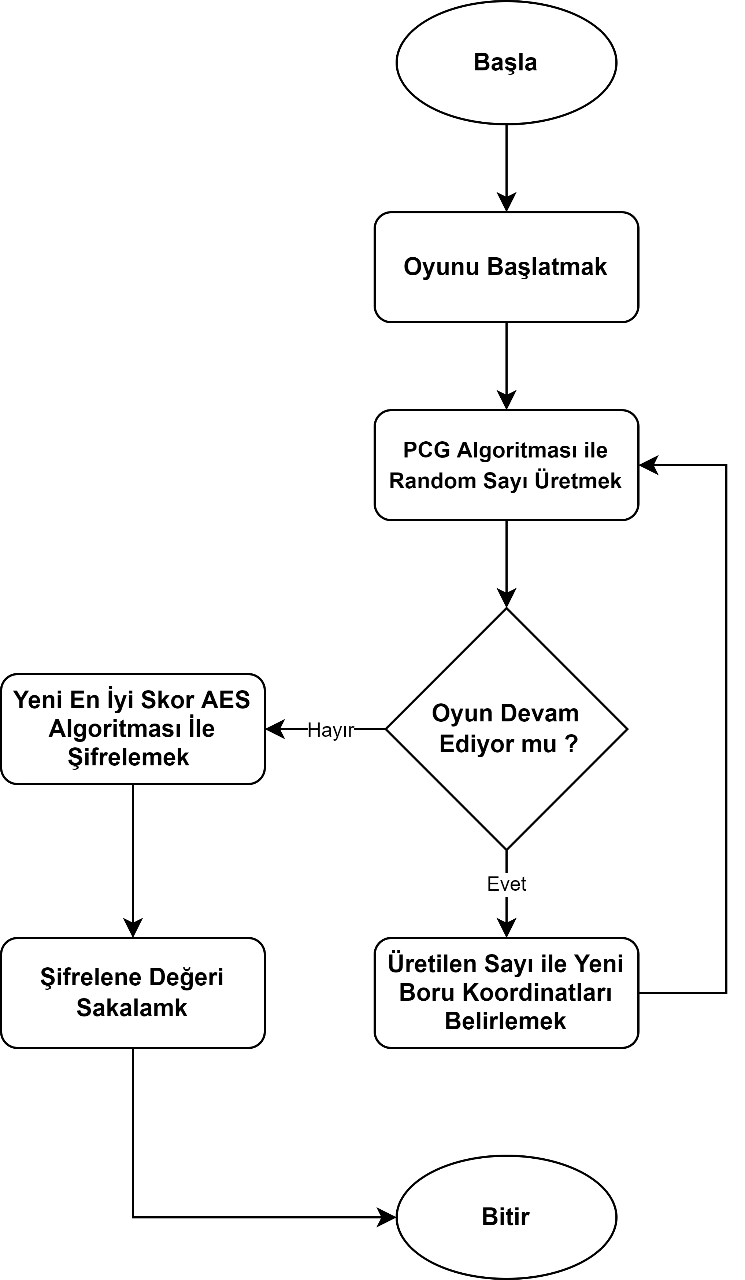 Başla
Oyunu Başlatmak
PCG Algoritması ile
Random Sayı Üretmek
Oyun Devam
Ediyor mu ?
Hayır
Yeni En İyi Skor AES
Algoritması İle
Şifrelemek
Evet
Şifrelene Değeri
Sakalamk
Üretilen Sayı ile Yeni
Boru Koordinatları
Belirlemek
Bitir